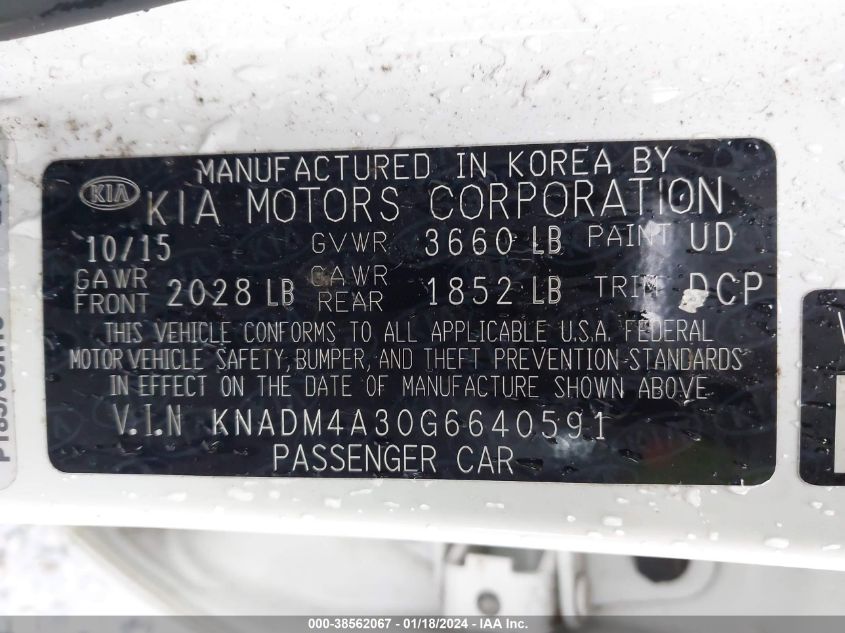 MANUFACTURED IN KOREA BY
KIA KIA MOTORS CORPORATION
10/15 GVWR 3660 LB PAINT UD
GAWR FRONT 2028 LB GAWR REAR 1852 LB TRIM DCP
THIS VEHICLE CONFORMS TO ALL APPLICABLE U.S.A. FEDERAL
MOTOR VEHICLE SAFETY, BUMPER, AND THEFT PREVENTION STANDARDS
IN EFFECT ON THE DATE OF MANUFACTURE SHOWN ABOVE
V.I.N KNADM4A30G6640591
PASSENGER CAR
000-38562067 - 01/18/2024 - IAA Inc.